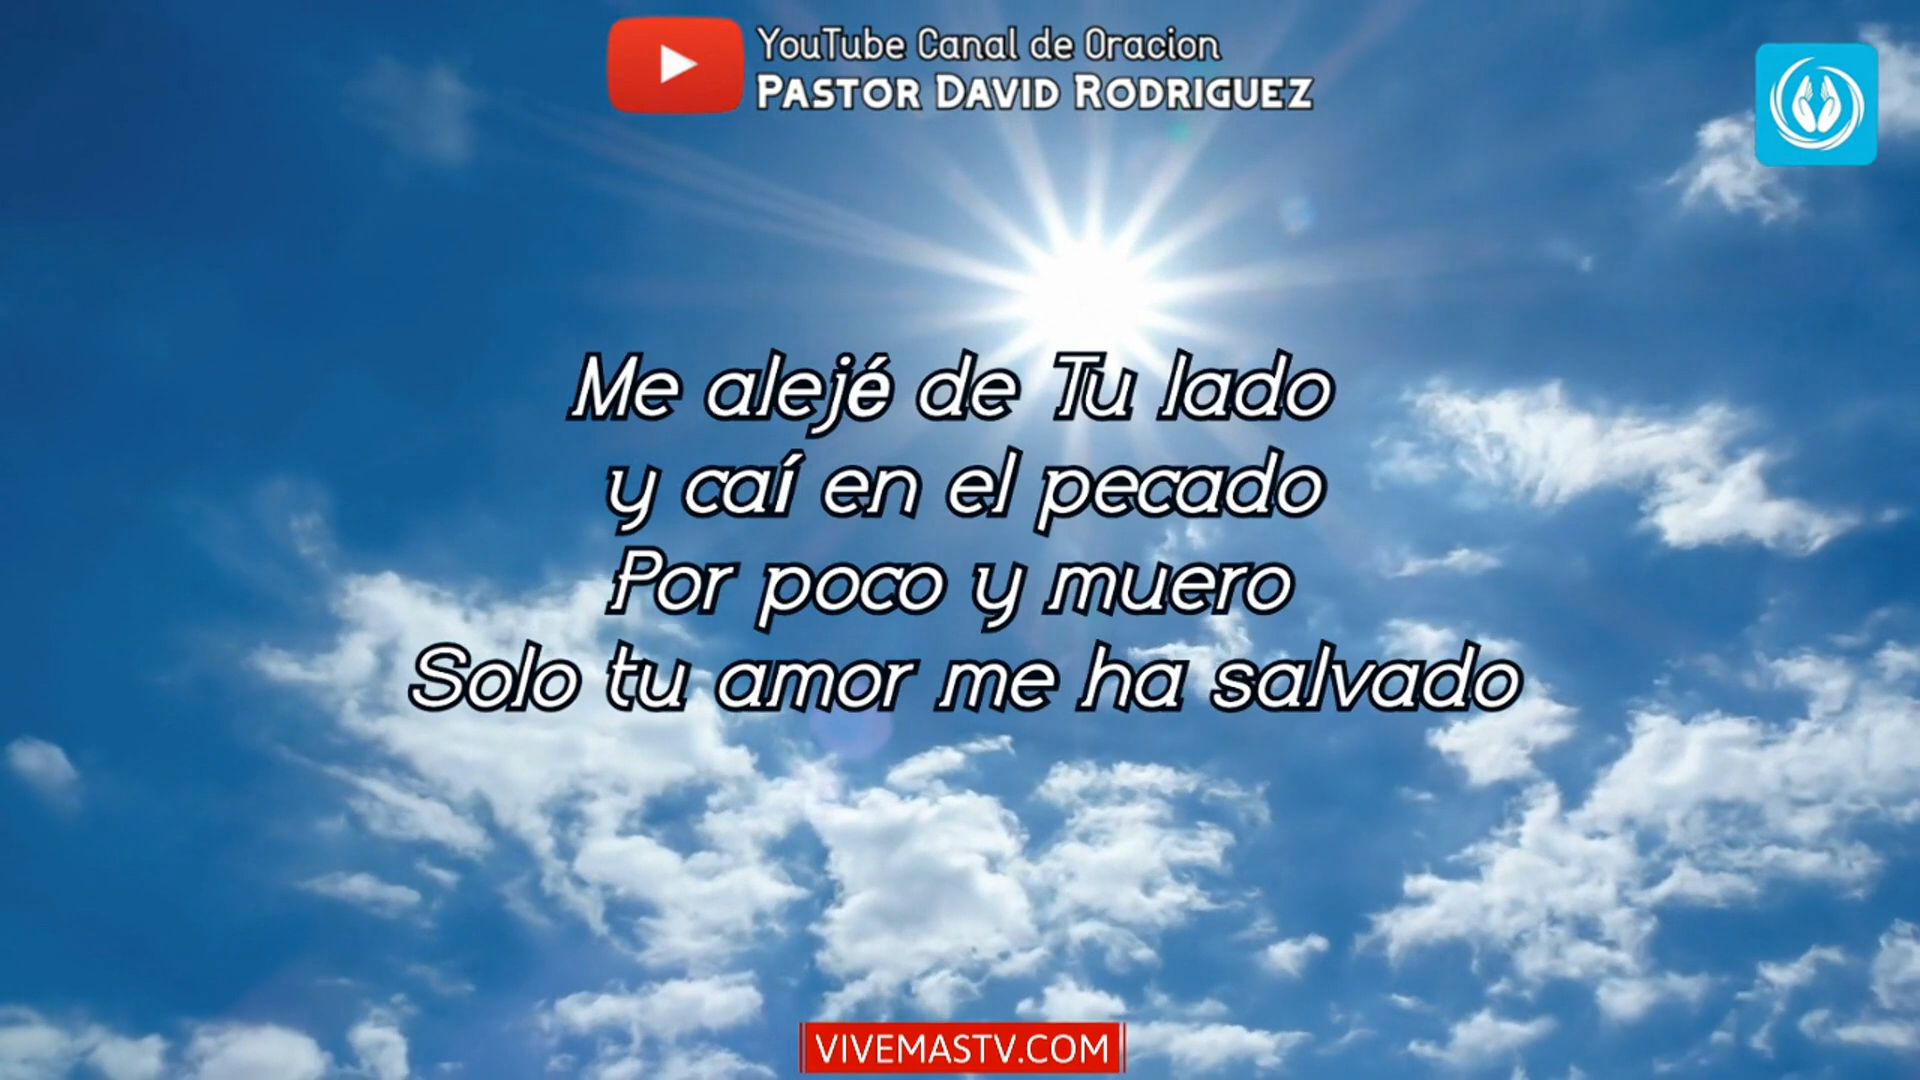 YouTube Canal de Oracion
PASTOR DAVID RODRIGUEZ
Me alejé de Tu lado
y caí en el pecado
Por poco y muero
Solo tu amor me ha salvado
VIVEMASTV.COM